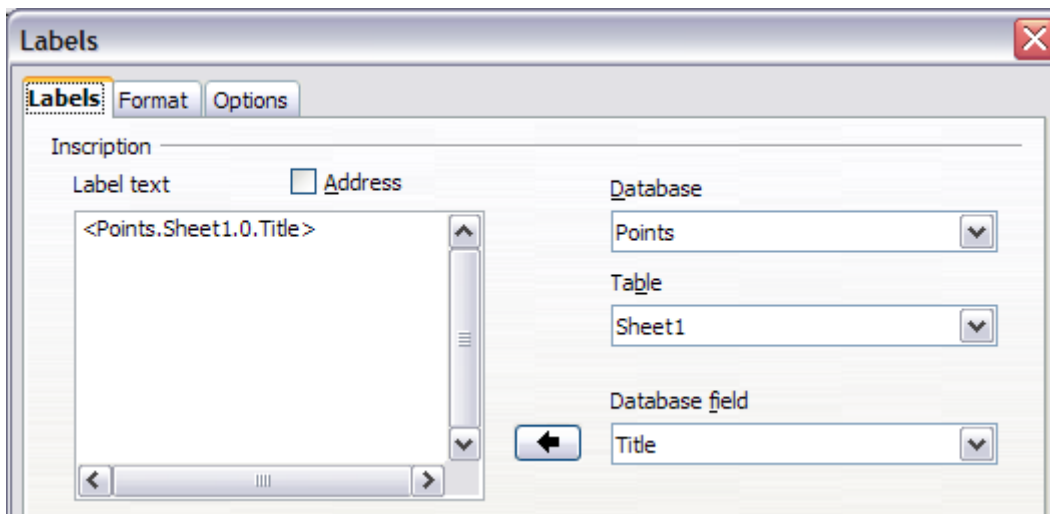 Labels
Labels Format Options
Inscription
Label text Address
<Points.Sheet1.0.Title>
Database
Points
Table
Sheet1
Database field
Title